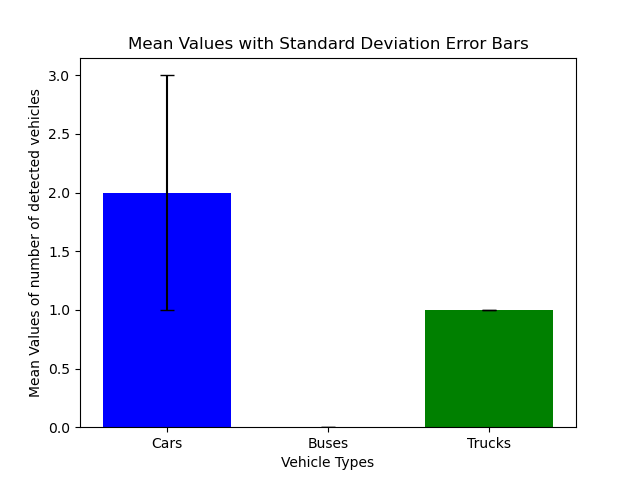 Mean Values with Standard Deviation Error Bars
Mean Values of number of detected vehicles
3.0
2.5
2.0
1.5
1.0
0.5
0.0
Cars
Buses
Trucks
Vehicle Types